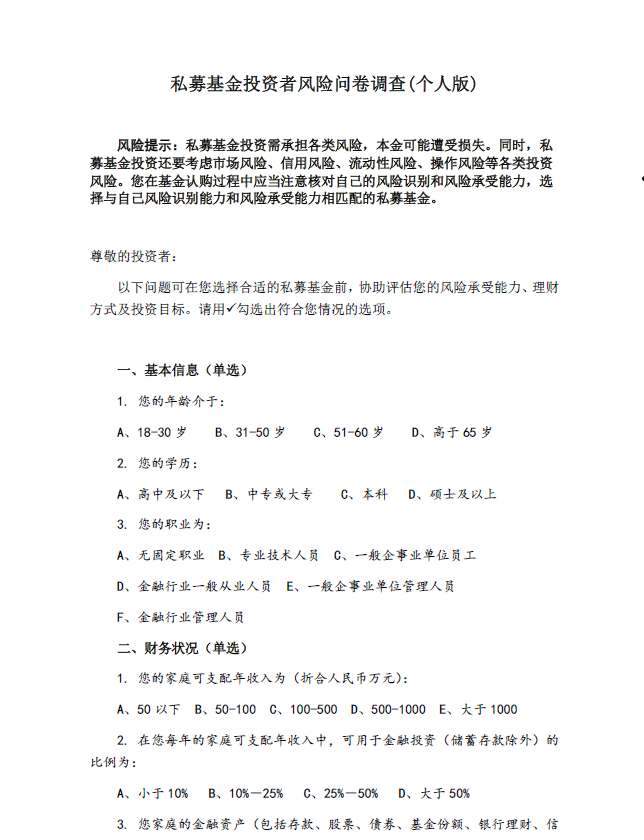 私募基金投资者风险问卷调查(个人版)
风险提示：私募基金投资需承担各类风险，本金可能遭受损失。同时，私
募基金投资还要考虑市场风险、信用风险、流动性风险、操作风险等各类投资
风险。您在基金认购过程中应当注意核对自己的风险识别和风险承受能力，选
择与自己风险识别能力和风险承受能力相匹配的私募基金。
尊敬的投资者：
以下问题可在您选择合适的私募基金前，协助评估您的风险承受能力、理财
方式及投资目标。请用✓勾选出符合您情况的选项。
一、基本信息（单选）
1. 您的年龄介于：
A、18-30 岁 B、31-50 岁 C、51-60 岁 D、高于 65 岁
2. 您的学历：
A、高中及以下 B、中专或大专 C、本科 D、硕士及以上
3. 您的职业为：
A、无固定职业 B、专业技术人员 C、一般企事业单位员工
D、金融行业一般从业人员 E、一般企事业单位管理人员
F、金融行业管理人员
二、财务状况（单选）
1. 您的家庭可支配年收入为（折合人民币万元）：
A、50 以下 B、50-100 C、100-500 D、500-1000 E、大于 1000
2. 在您每年的家庭可支配年收入中，可用于金融投资（储蓄存款除外）的
比例为：
A、小于 10% B、10%－25% C、25%－50% D、大于 50%
3. 您家庭的金融资产（包括存款、股票、债券、基金份额、银行理财、信